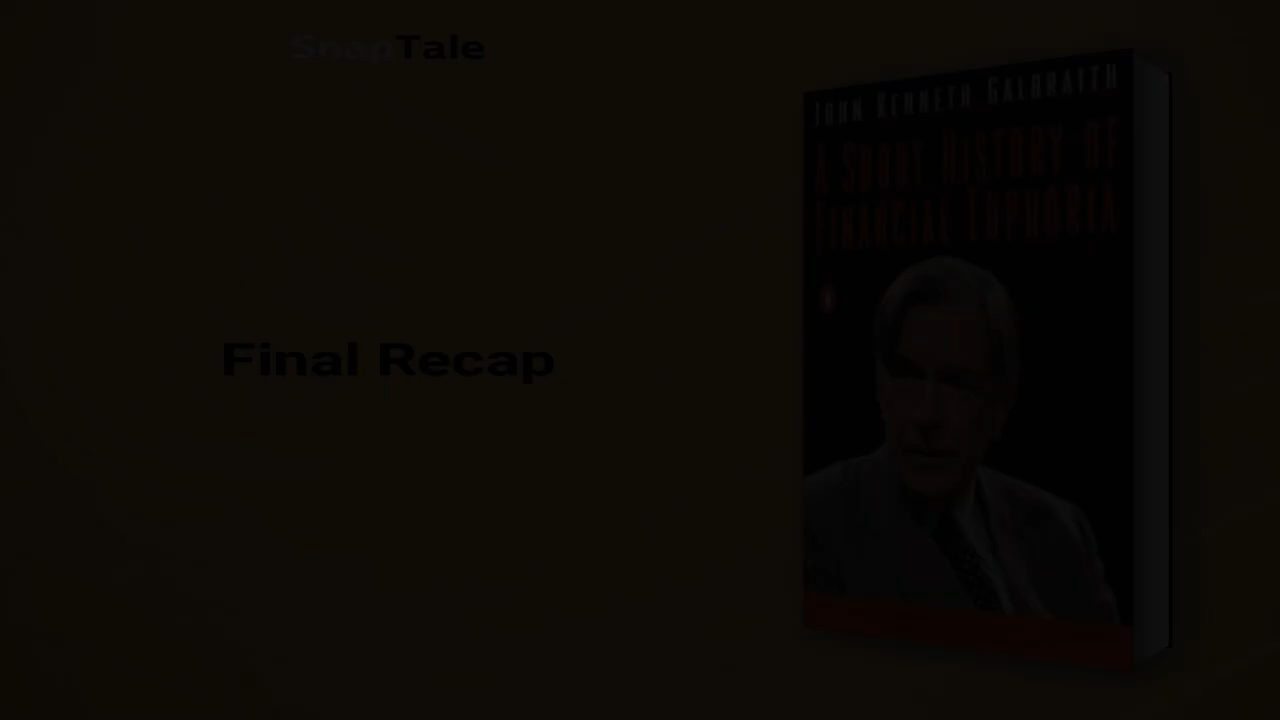 SnapTale
JOHN KENNETH GALBRAITH
A SHORT HISTORY OF
FINANCIAL EUPHORIA
Final Recap